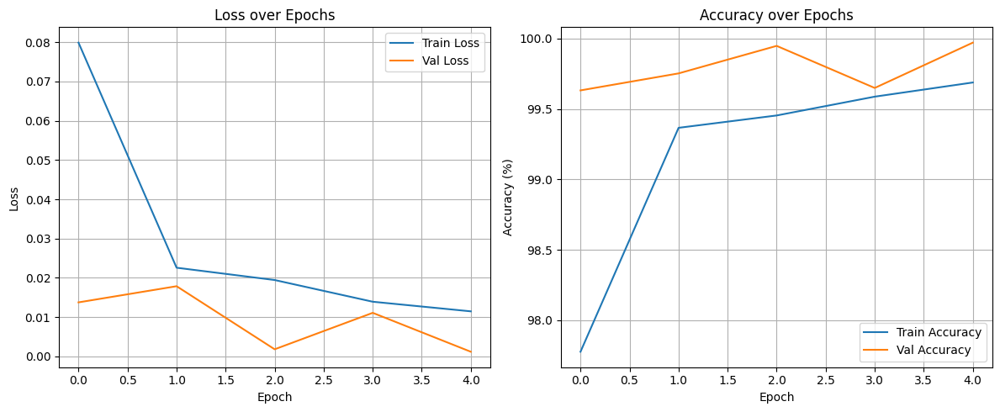 Loss over Epochs
Train Loss
Val Loss
0.08
0.07
0.06
0.05
0.04
0.03
0.02
0.01
0.00
Loss
0.0 0.5 1.0 1.5 2.0 2.5 3.0 3.5 4.0
Epoch
Accuracy over Epochs
100.0
99.5
99.0
98.5
98.0
Accuracy (%)
Train Accuracy
Val Accuracy
0.0 0.5 1.0 1.5 2.0 2.5 3.0 3.5 4.0
Epoch